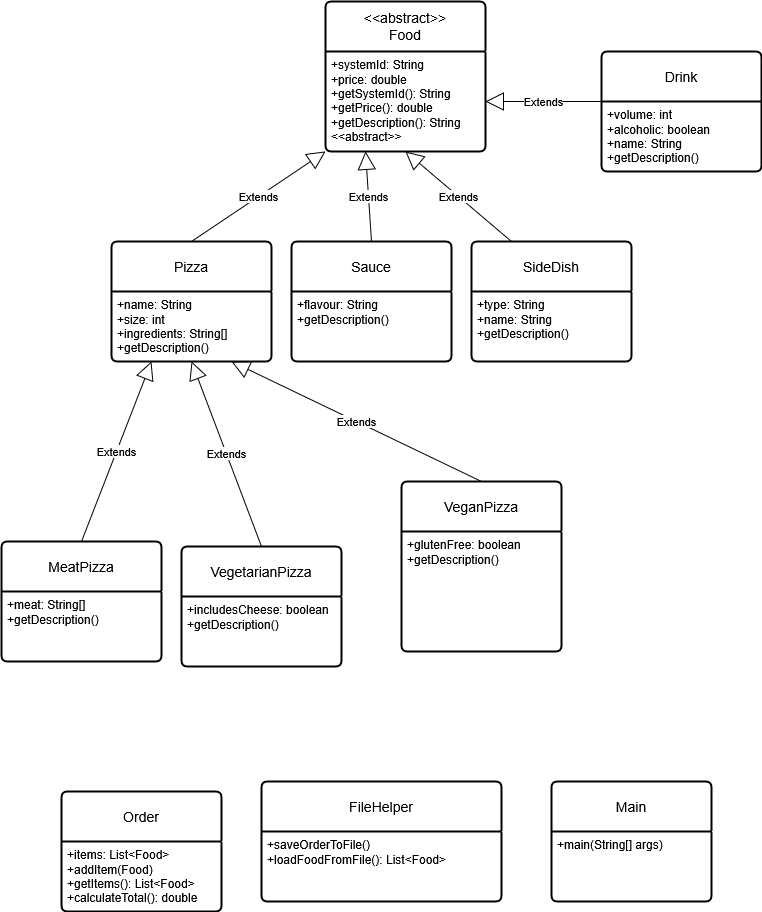 <<abstract>>
Food
+systemId: String
+price: double
+getSystemId(): String
+getPrice(): double
+getDescription(): String
<<abstract>>
Drink
+volume: int
+alcoholic: boolean
+name: String
+getDescription()
Extends
Extends
Extends
Extends
Pizza
+name: String
+size: int
+ingredients: String[]
+getDescription()
Sauce
+flavour: String
+getDescription()
SideDish
+type: String
+name: String
+getDescription()
Extends
Extends
Extends
VeganPizza
+glutenFree: boolean
+getDescription()
MeatPizza
+meat: String[]
+getDescription()
VegetarianPizza
+includesCheese: boolean
+getDescription()
Order
+items: List<Food>
+addItem(Food)
+getItems(): List<Food>
+calculateTotal(): double
FileHelper
+saveOrderToFile()
+loadFoodFromFile(): List<Food>
Main
+main(String[] args)